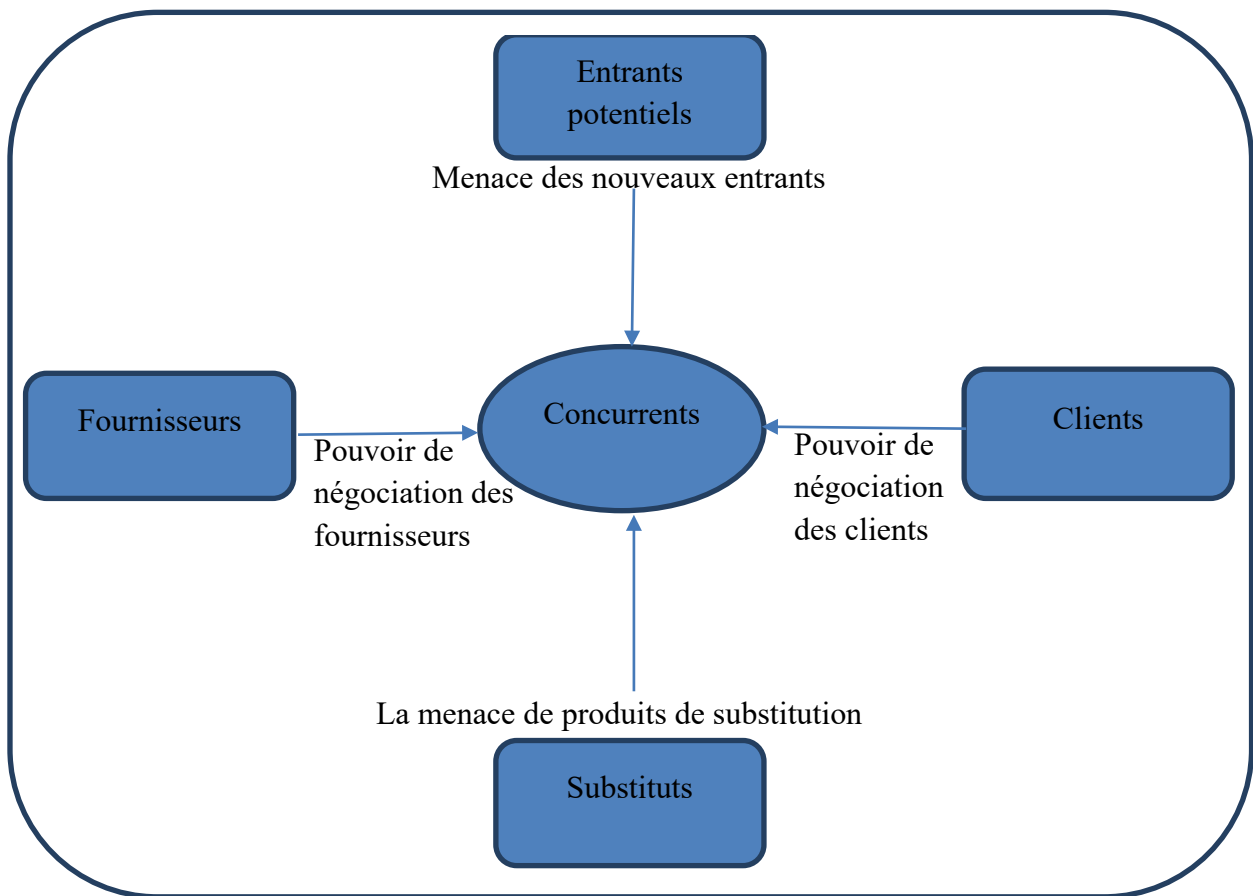 Entrants
potentiels
Menace des nouveaux entrants
Fournisseurs
Pouvoir de
négociation des
fournisseurs
Concurrents
Pouvoir de
négociation
des clients
Clients
La menace de produits de substitution
Substituts